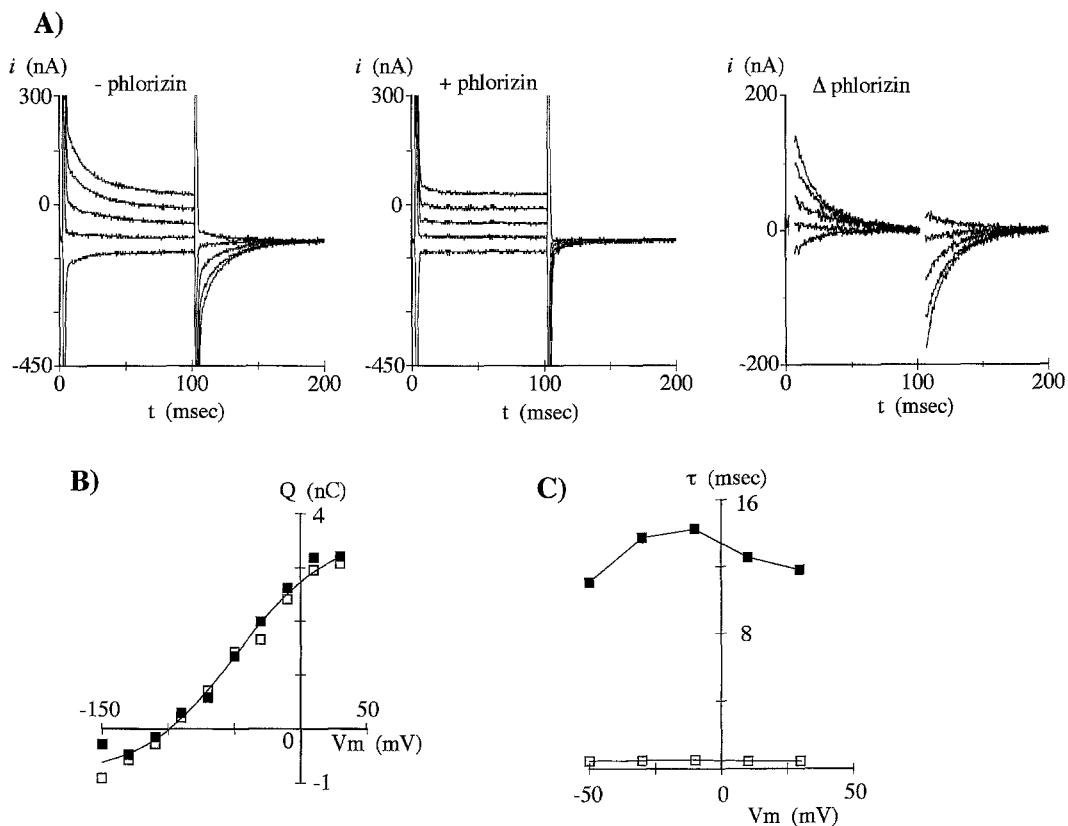 A)
i (nA)
- phlorizin
300
0
-450
0
100
200
t (msec)
i (nA)
+ phlorizin
300
0
-450
0
100
200
t (msec)
Δ phlorizin
200
0
-200
0
100
200
t (msec)
B)
Q (nC)
4
-150
50
0
Vm (mV)
-1
C)
τ (msec)
16
8
-50
0
50
Vm (mV)